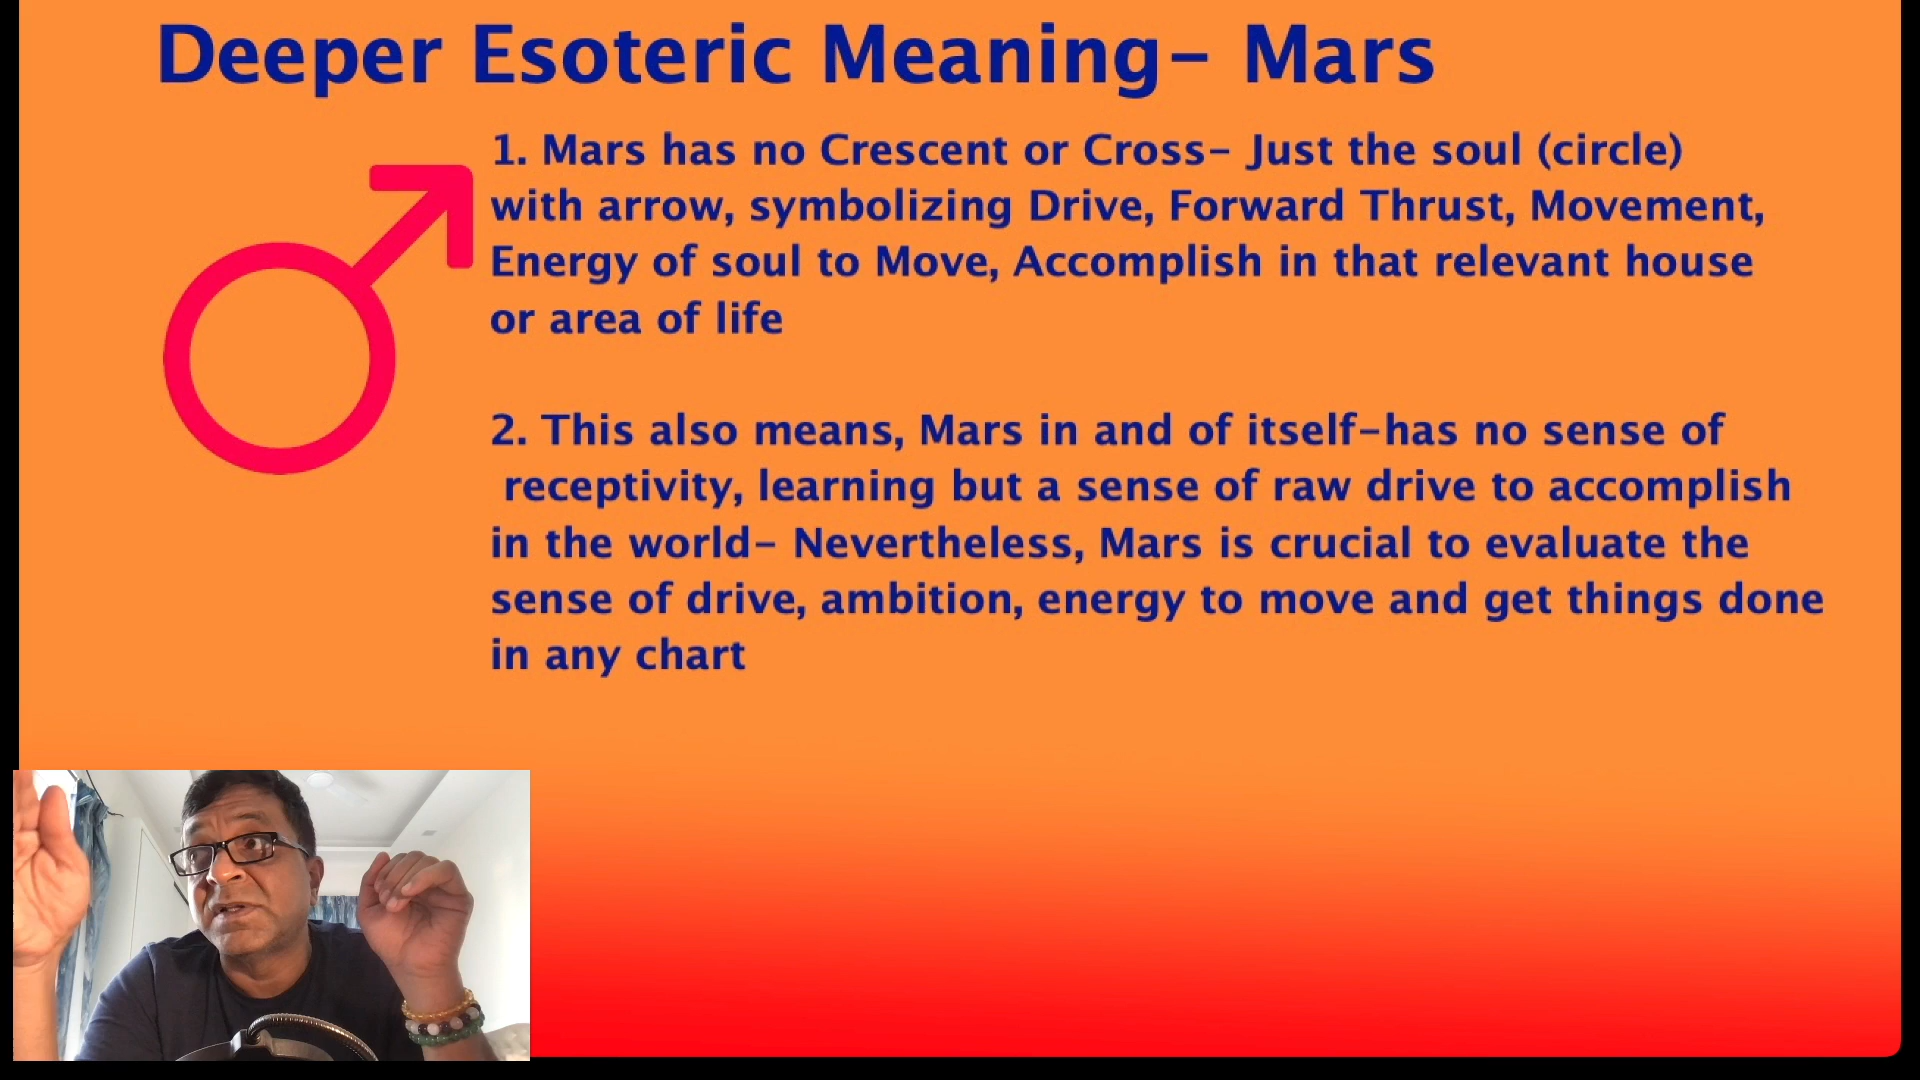 Deeper Esoteric Meaning- Mars
1. Mars has no Crescent or Cross- Just the soul (circle)
with arrow, symbolizing Drive, Forward Thrust, Movement,
Energy of soul to Move, Accomplish in that relevant house
or area of life
2. This also means, Mars in and of itself-has no sense of
receptivity, learning but a sense of raw drive to accomplish
in the world- Nevertheless, Mars is crucial to evaluate the
sense of drive, ambition, energy to move and get things done
in any chart